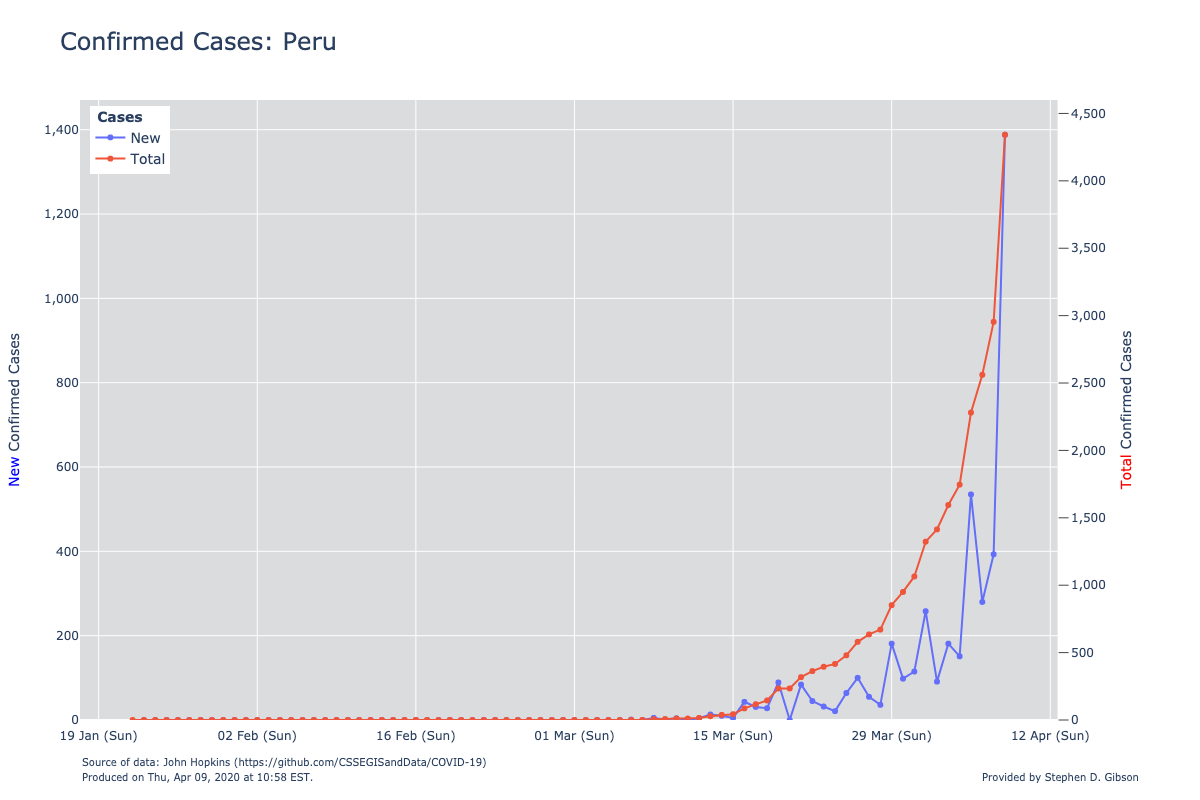 Confirmed Cases: Peru
Cases
New
Total
1,400
1,200
1,000
800
600
400
200
0
New Confirmed Cases
4,500
4,000
3,500
3,000
2,500
2,000
1,500
1,000
500
0
Total Confirmed Cases
19 Jan (Sun) 02 Feb (Sun) 16 Feb (Sun) 01 Mar (Sun) 15 Mar (Sun) 29 Mar (Sun) 12 Apr (Sun)
Source of data: John Hopkins (https://github.com/CSSEGISandData/COVID-19)
Produced on Thu, Apr 09, 2020 at 10:58 EST.
Provided by Stephen D. Gibson